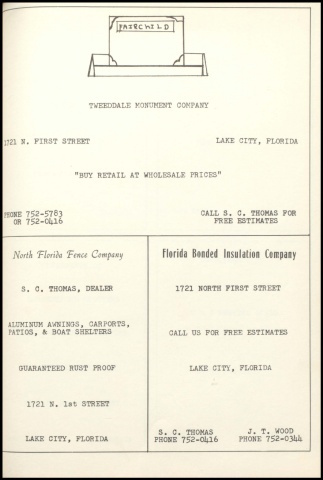 FAIRCHILD
TWEEDDALE MONUMENT COMPANY
1721 N. FIRST STREET
LAKE CITY, FLORIDA
"BUY RETAIL AT WHOLESALE PRICES"
PHONE 752-5783
OR 752-0416
CALL S. C. THOMAS FOR
FREE ESTIMATES
North Florida Fence Company
S. C. THOMAS, DEALER
ALUMINUM AWNINGS, CARPORTS,
PATIOS, & BOAT SHELTERS
GUARANTEED RUST PROOF
1721 N. 1st STREET
LAKE CITY, FLORIDA
Florida Bonded Insulation Company
1721 NORTH FIRST STREET
CALL US FOR FREE ESTIMATES
LAKE CITY, FLORIDA
S. C. THOMAS
PHONE 752-0416
J. T. WOOD
PHONE 752-0344